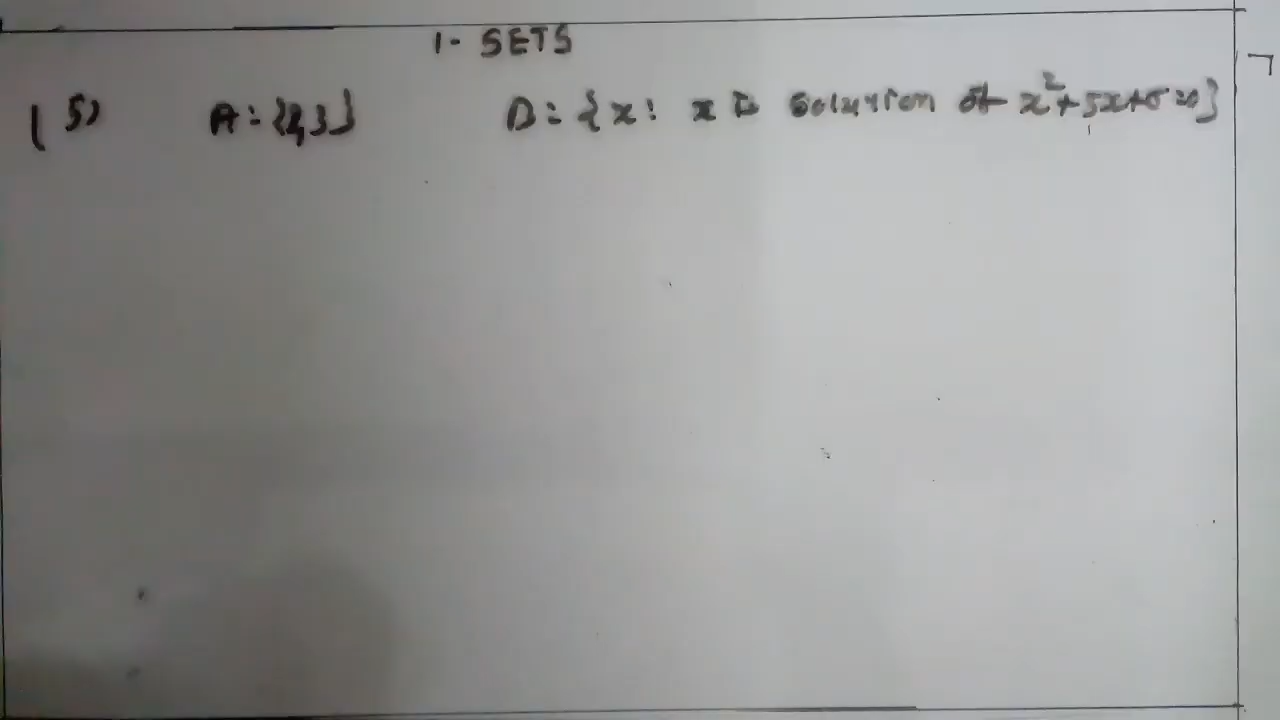 1- SETS
( 5) A = {2, 3} B = {x : x is solution of x² + 5x + 6 = 0}